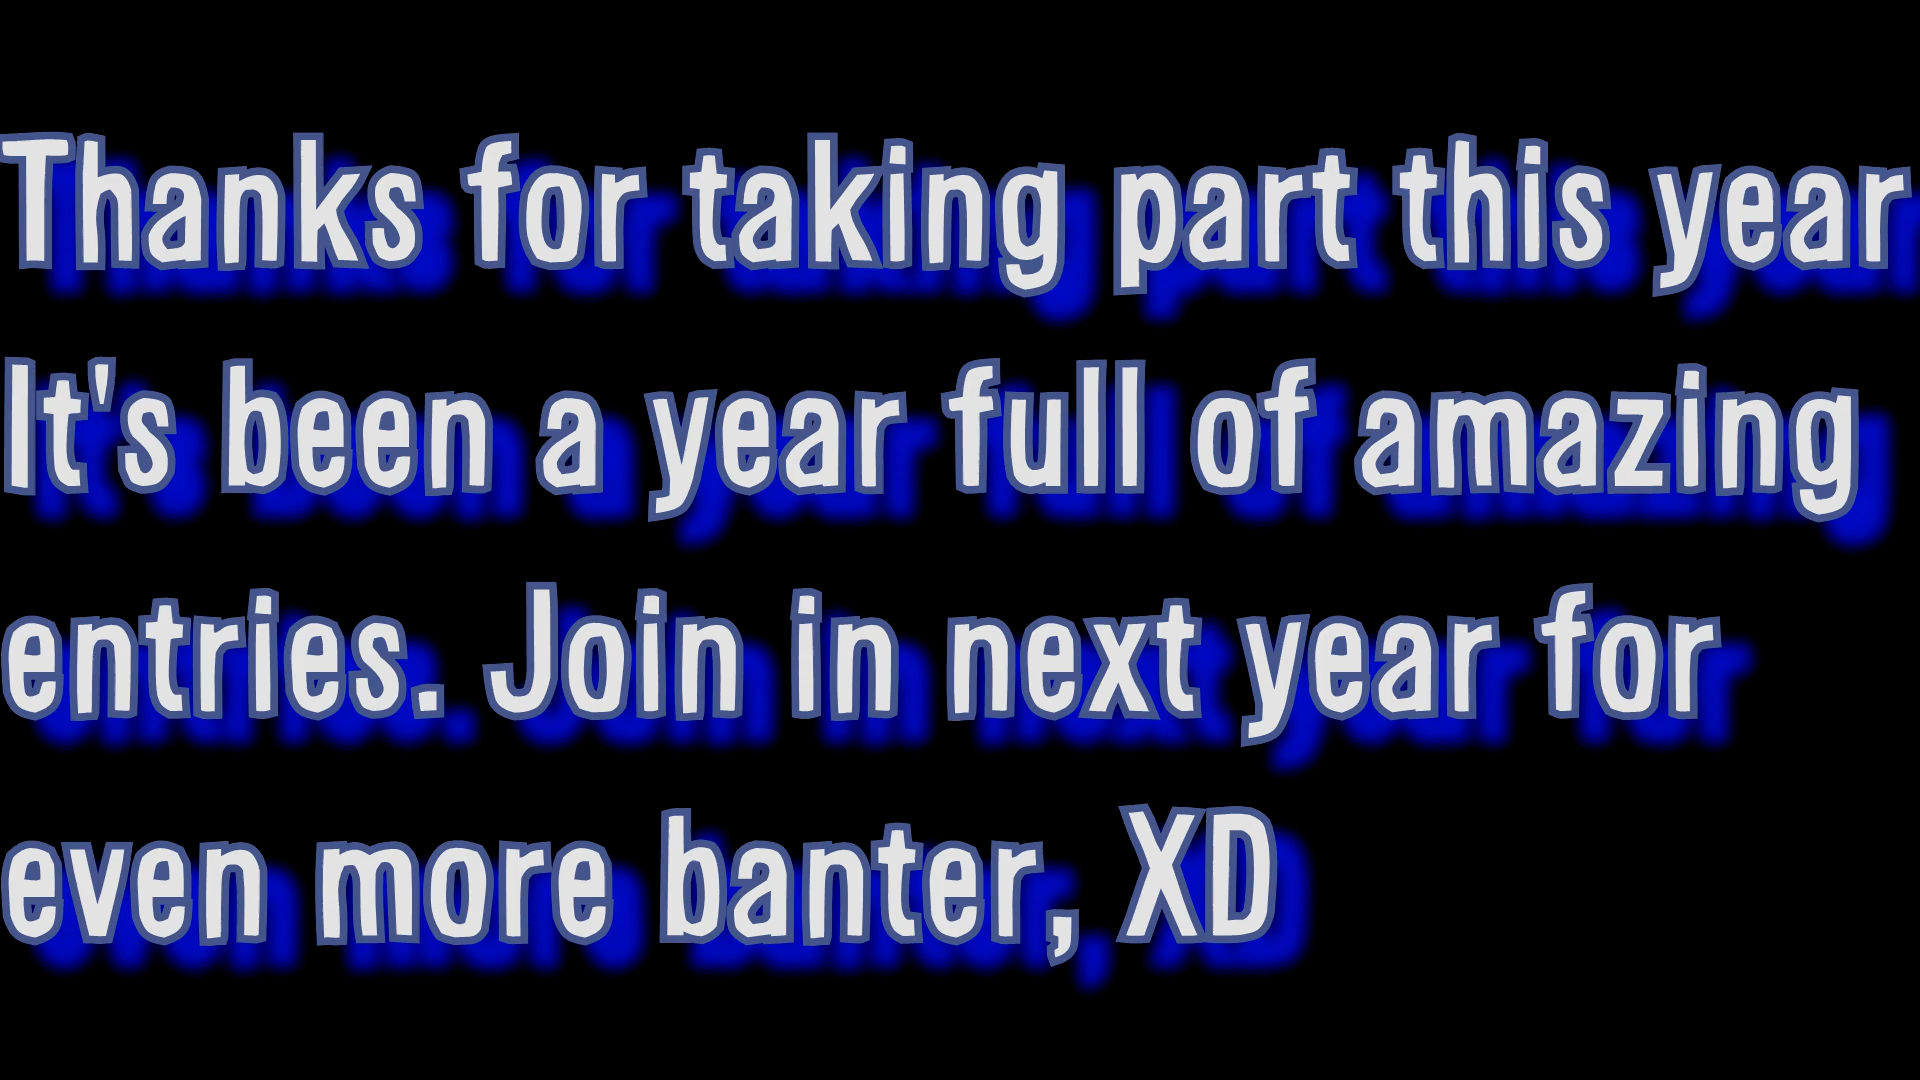 Thanks for taking part this year
It's been a year full of amazing
entries. Join in next year for
even more banter, XD